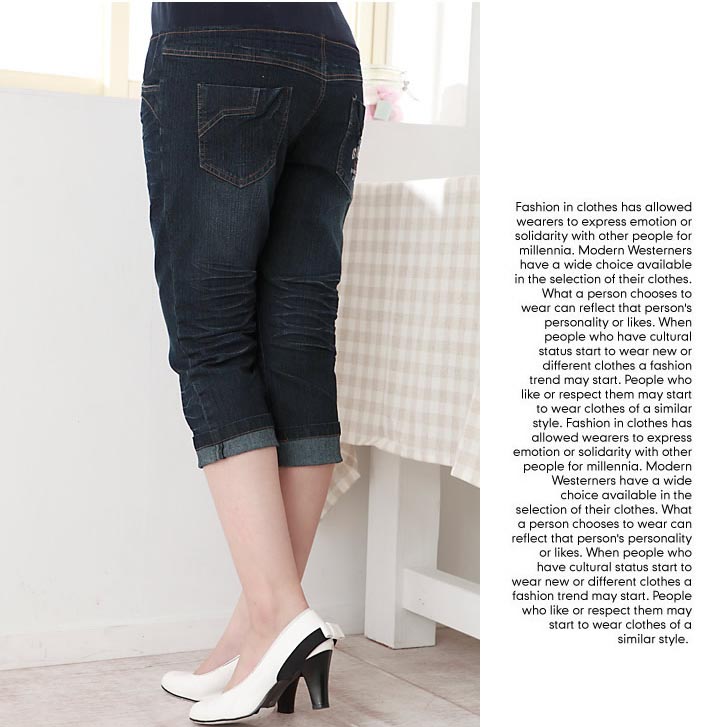 Fashion in clothes has allowed
wearers to express emotion or
solidarity with other people for
millennia. Modern Westerners
have a wide choice available
in the selection of their clothes.
What a person chooses to
wear can reflect that person's
personality or likes. When
people who have cultural
status start to wear new or
different clothes a fashion
trend may start. People who
like or respect them may start
to wear clothes of a similar
style. Fashion in clothes has
allowed wearers to express
emotion or solidarity with other
people for millennia. Modern
Westerners have a wide
choice available in the
selection of their clothes. What
a person chooses to wear can
reflect that person's personality
or likes. When people who
have cultural status start to
wear new or different clothes a
fashion trend may start. People
who like or respect them may
start to wear clothes of a
similar style.